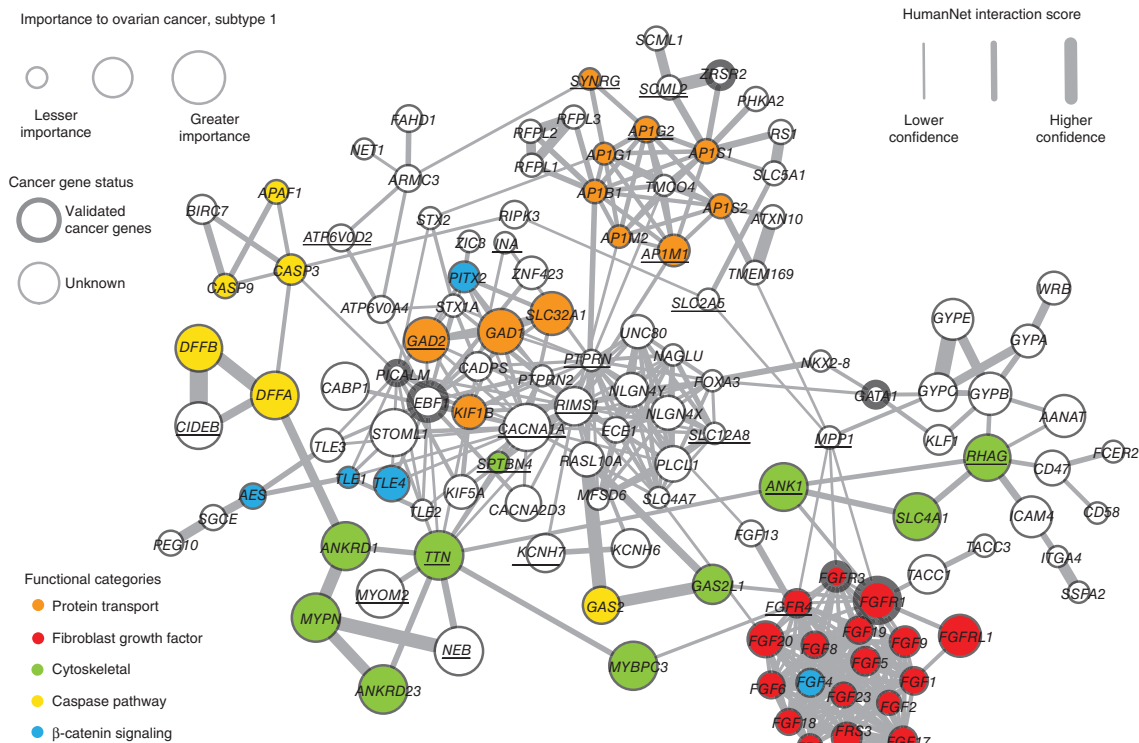 Importance to ovarian cancer, subtype 1
Lesser
importance
Greater
importance
Cancer gene status
Validated
cancer genes
Unknown
HumanNet interaction score
Lower
confidence
Higher
confidence
SCML1
SYNRG
SCML2
ZRSR2
PHKA2
FAHD1
RFPL3
RFPL2
AP1G2
RS1
NET1
RFPL1
AP1G1
AP1S1
ARMC3
SLC5A1
APAF1
TMCO4
AP1B1
BIRC7
STX2
RIPK3
AP1S2
ATXN10
ATP6V0D2
ZIC3
INA
AP1M2
AP1M1
CASP3
PITX2
ZNF423
TMEM169
CASP9
SLC2A5
WRB
ATP6V0A4
STX1A
SLC32A1
GYPE
GAD2
GAD1
UNC80
GYPA
DFFB
PTPRN
NAGLU
NKX2-8
CADPS
PICALM
PTPRN2
FOXA3
CABP1
NLGN4Y
GATA1
GYPC
GYPB
DFFA
EBF1
KIF1B
RIMS1
NLGN4X
AANAT
CIDEB
STOML1
CACNA1A
ECE1
SLC12A8
MPP1
KLF1
TLE3
SPTBN4
RASL10A
PLCL1
RHAG
FCER2
TLE1
TLE4
CD47
AES
KIF5A
MFSD6
SLC4A7
ANK1
TLE2
CACNA2D3
SLC4A1
ICAM4
CD58
SGCE
PEG10
ANKRD1
TTN
KCNH7
KCNH6
FGF13
TACC3
ITGA4
FGFR3
TACC1
MYOM2
GAS2L1
SSFA2
GAS2
FGFR4
FGFR1
MYPN
FGF20
FGF19
FGF9
FGFRL1
NEB
FGF8
FGF5
MYBPC3
FGF6
FGF4
FGF1
ANKRD23
FGF23
FGF2
FGF18
FRS3
FGF17
Functional categories
Protein transport
Fibroblast growth factor
Cytoskeletal
Caspase pathway
β-catenin signaling